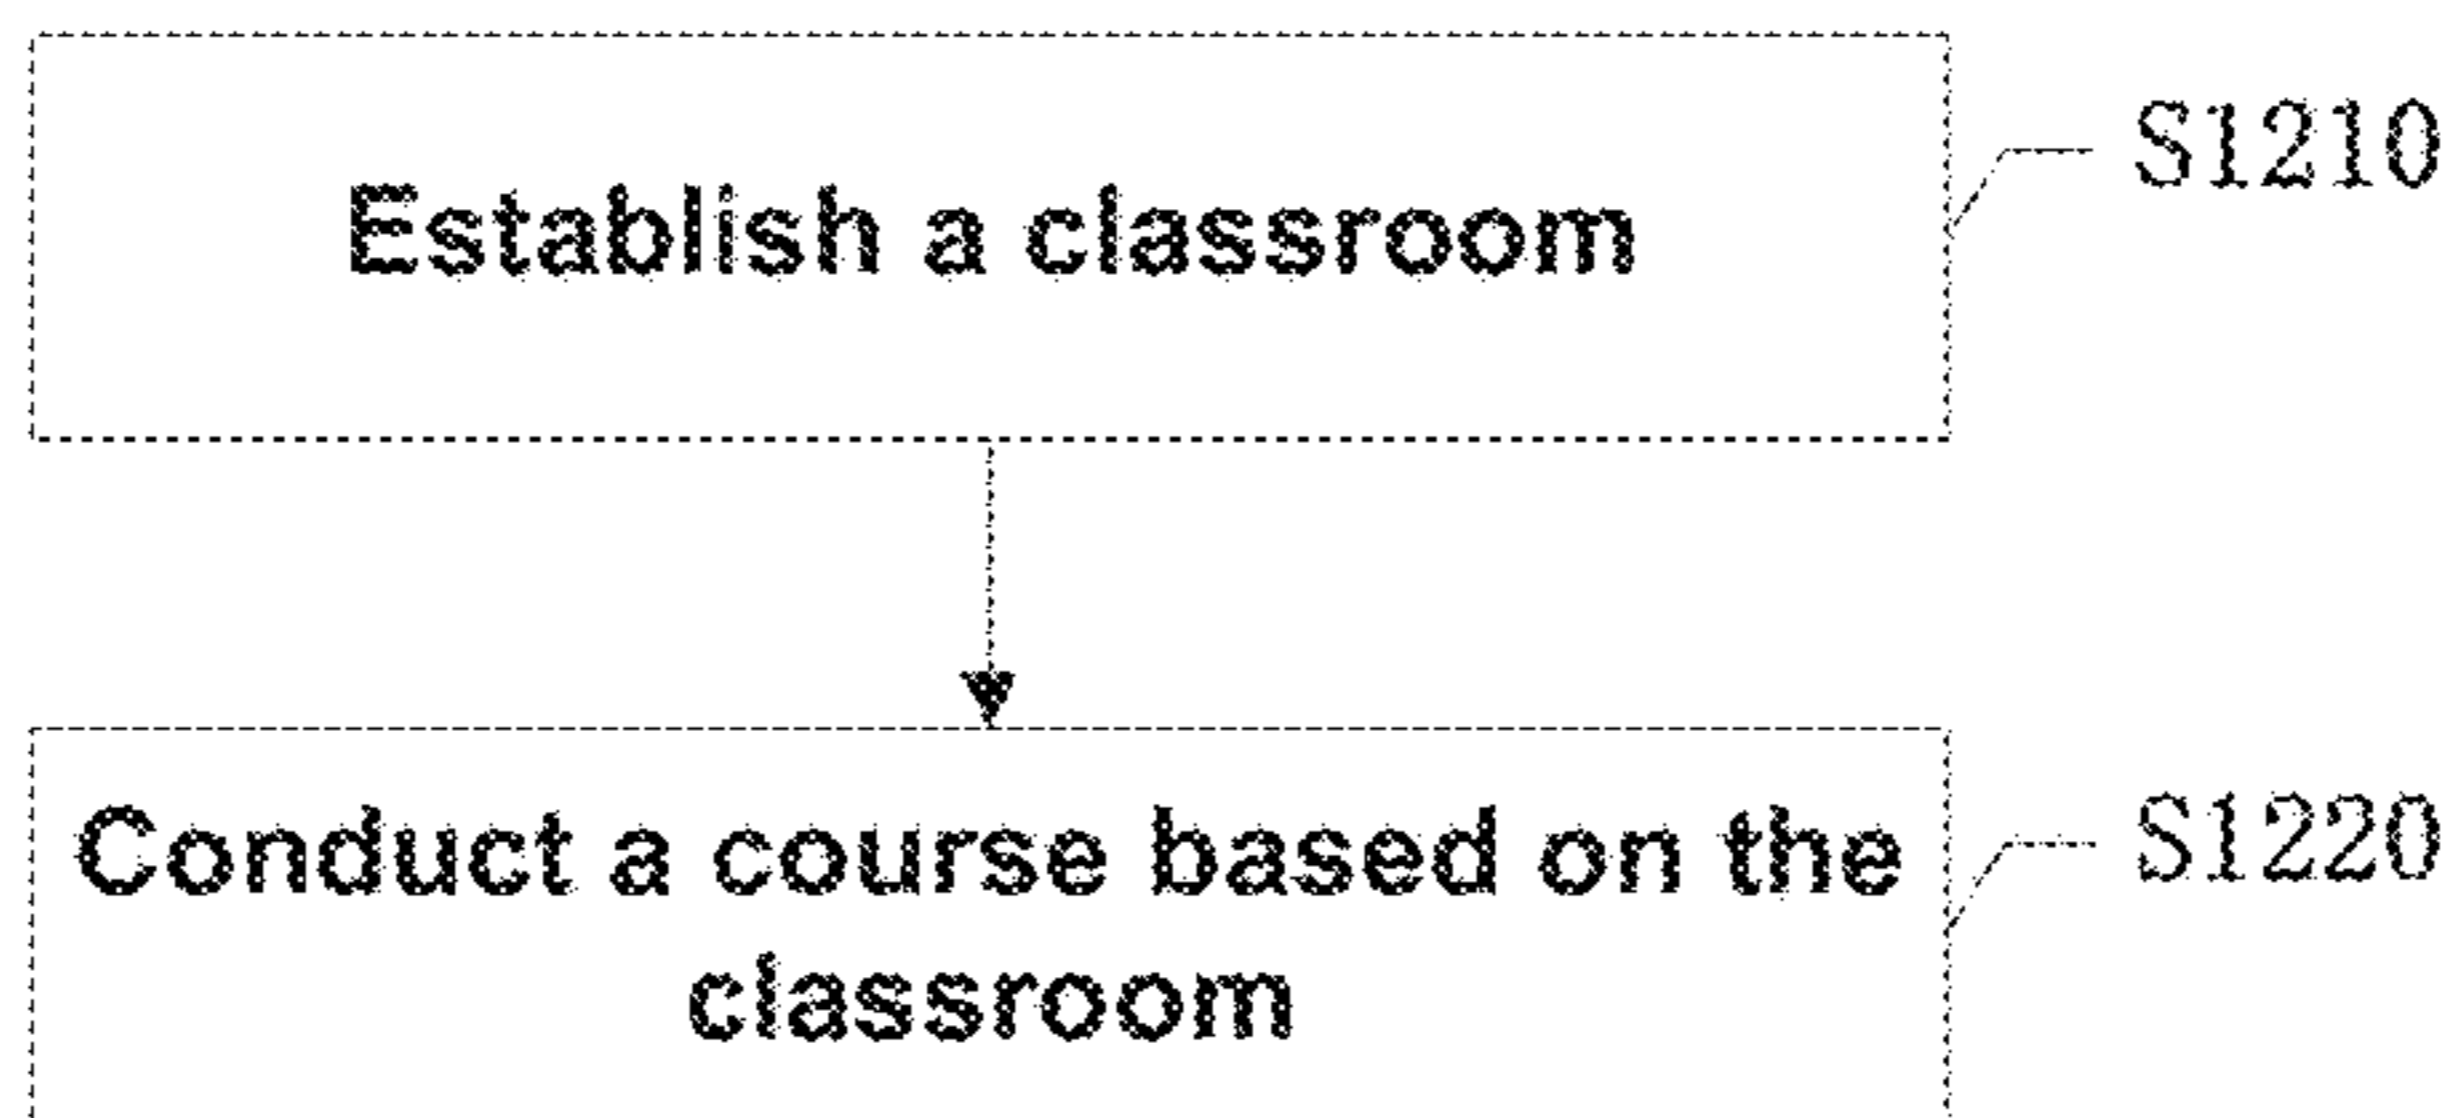 Establish a classroom
S1210
Conduct a course based on the
classroom
S1220